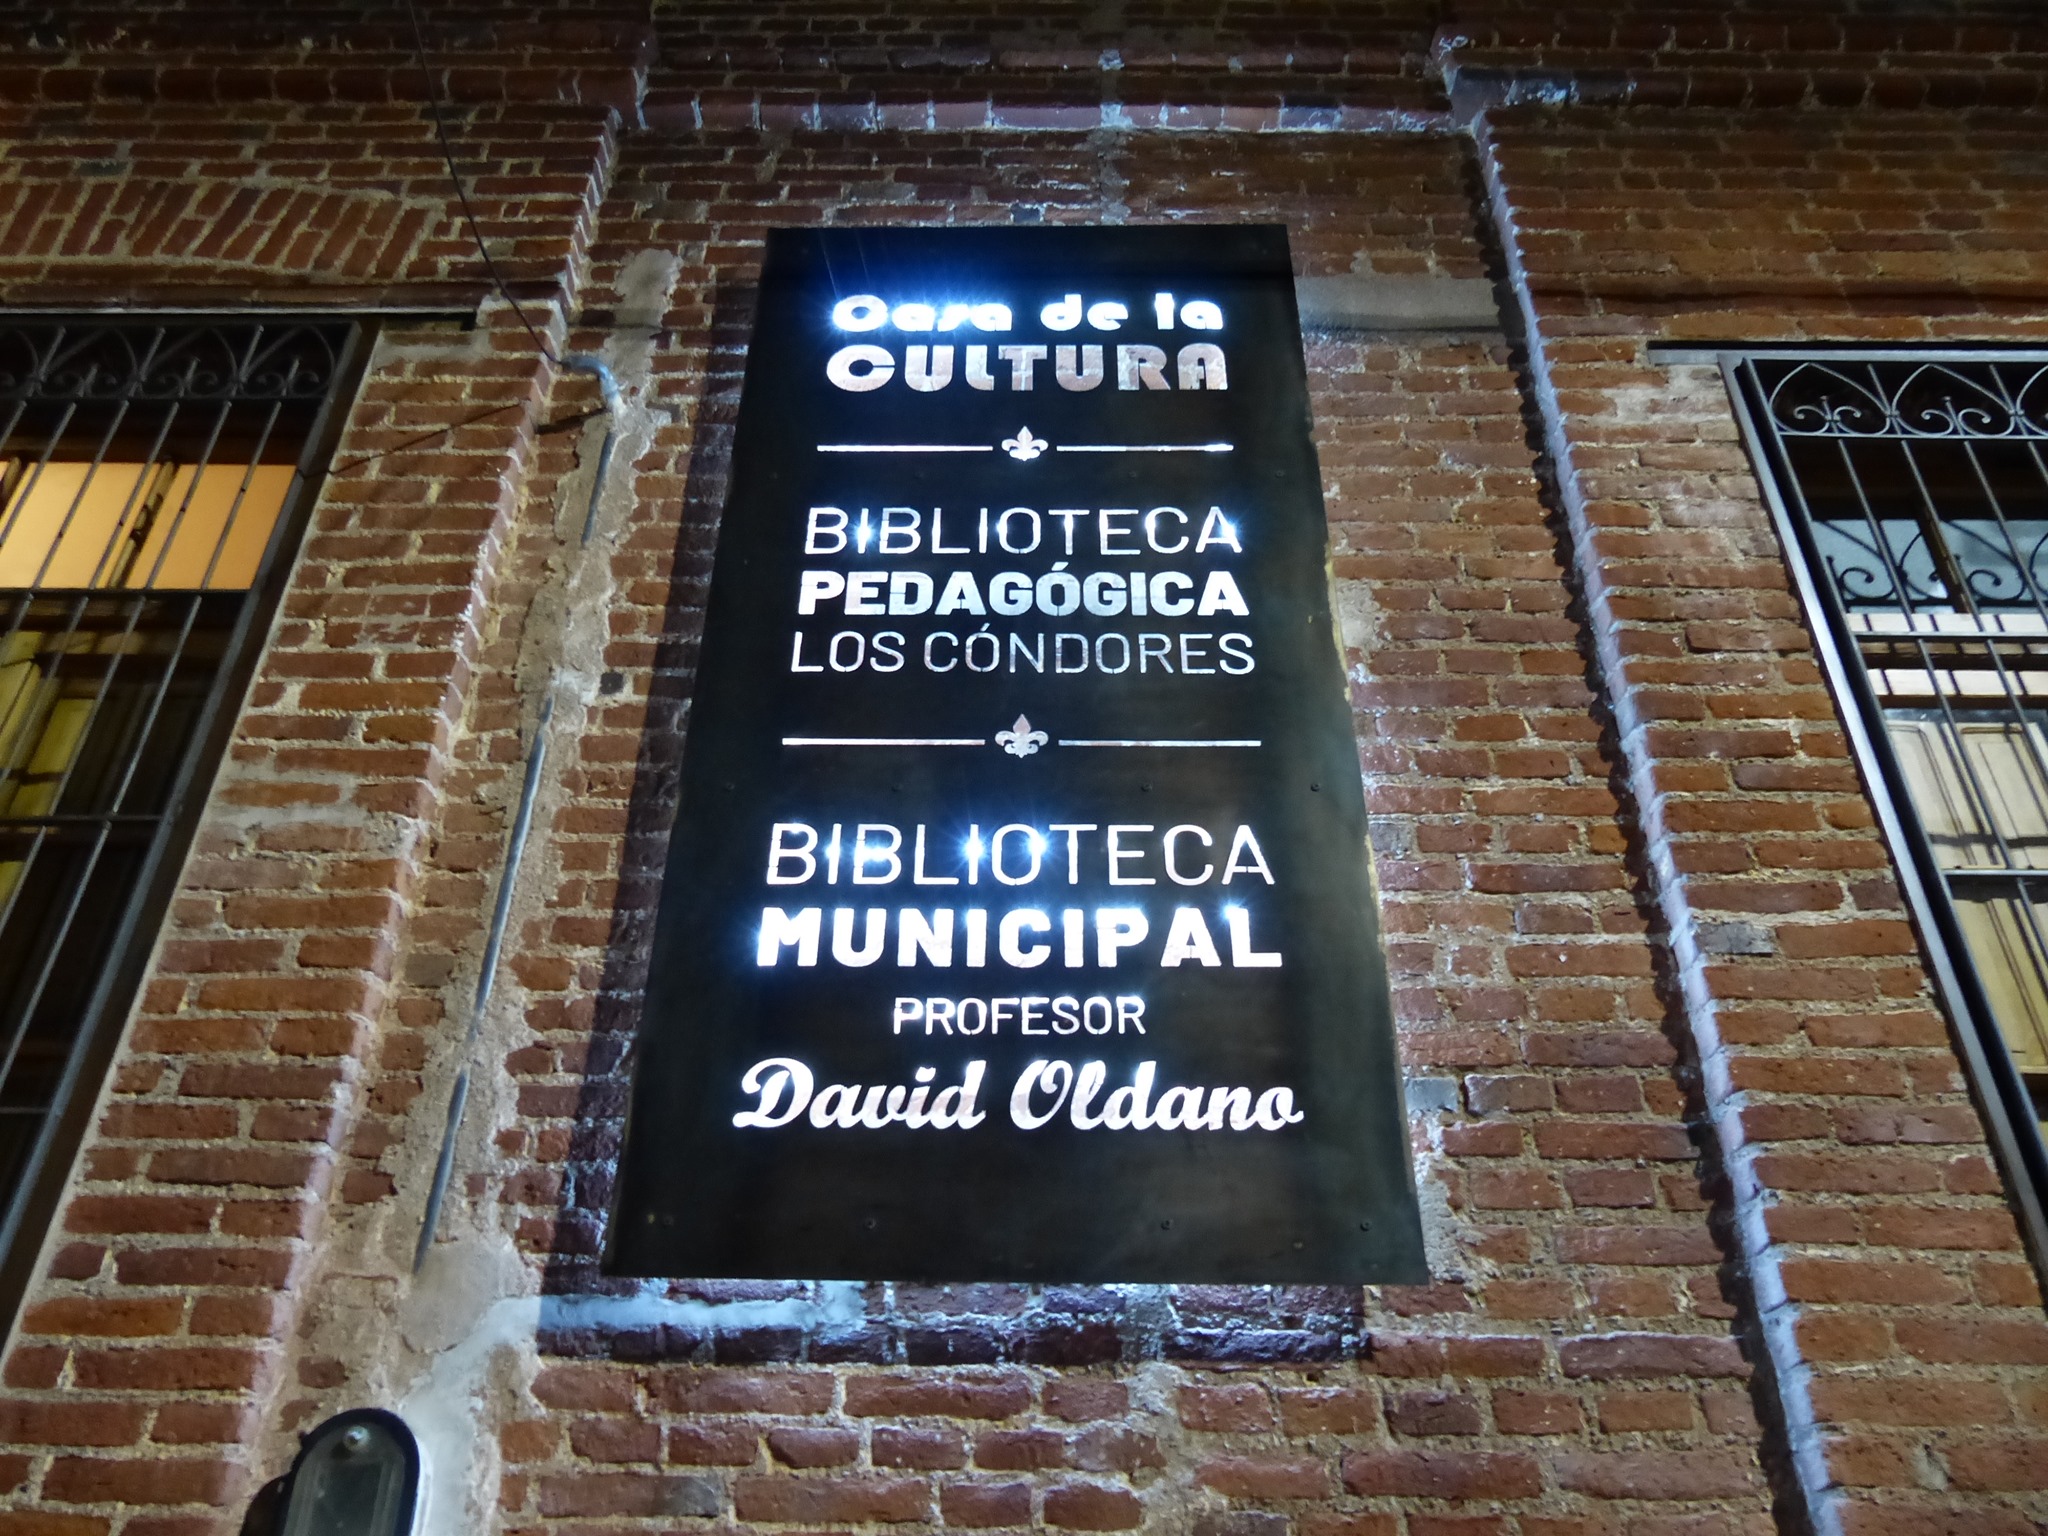 Casa de la
CULTURA
BIBLIOTECA
PEDAGÓGICA
LOS CÓNDORES
BIBLIOTECA
MUNICIPAL
PROFESOR
David Oldano